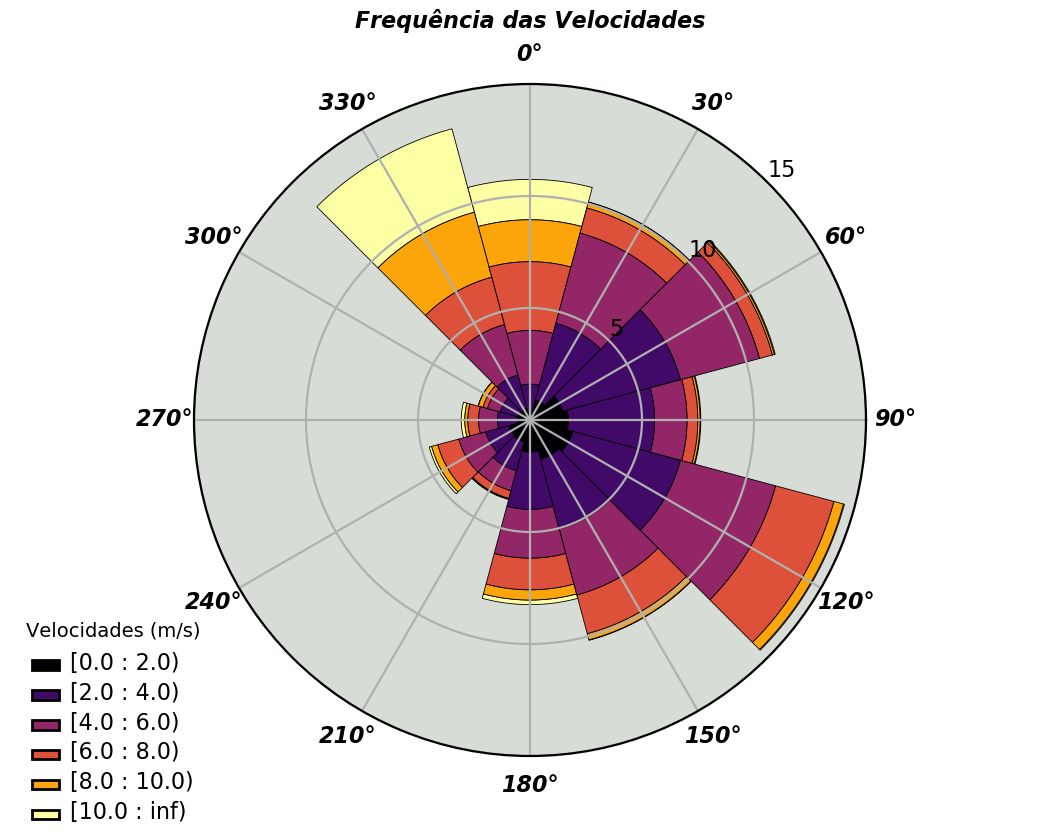 Frequência das Velocidades
0°
330°
30°
15
300°
60°
10
5
270°
90°
240°
120°
210°
150°
180°
Velocidades (m/s)
[0.0 : 2.0)
[2.0 : 4.0)
[4.0 : 6.0)
[6.0 : 8.0)
[8.0 : 10.0)
[10.0 : inf)